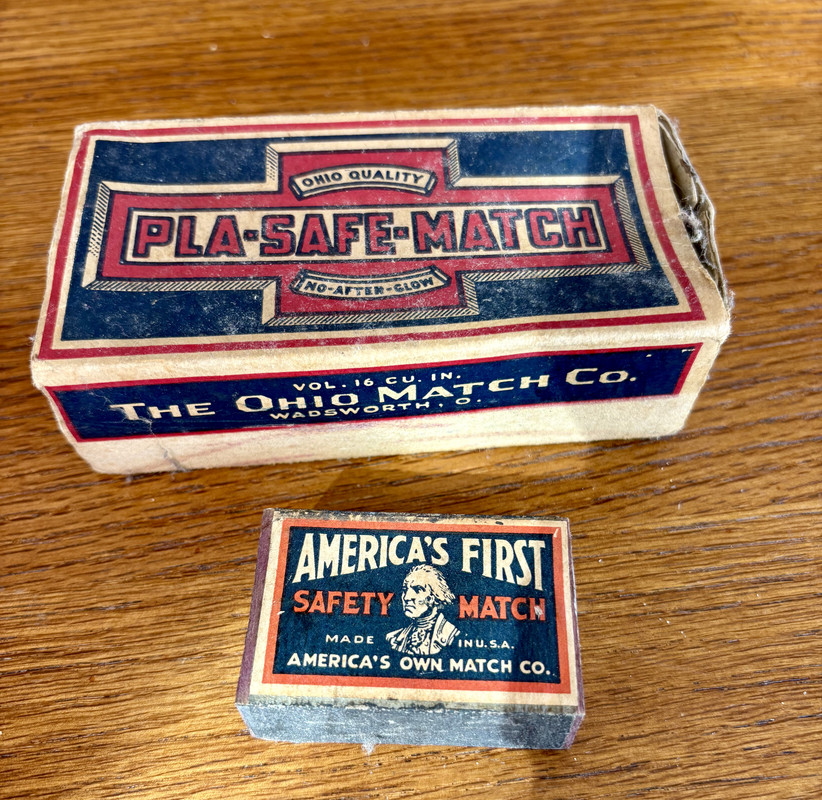 OHIO QUALITY
PLA-SAFE-MATCH
NO-AFTER-GLOW
VOL. 16 CU. IN.
THE OHIO MATCH CO.
WADSWORTH, O.
AMERICA'S FIRST
SAFETY MATCH
MADE IN U.S.A.
AMERICA'S OWN MATCH CO.